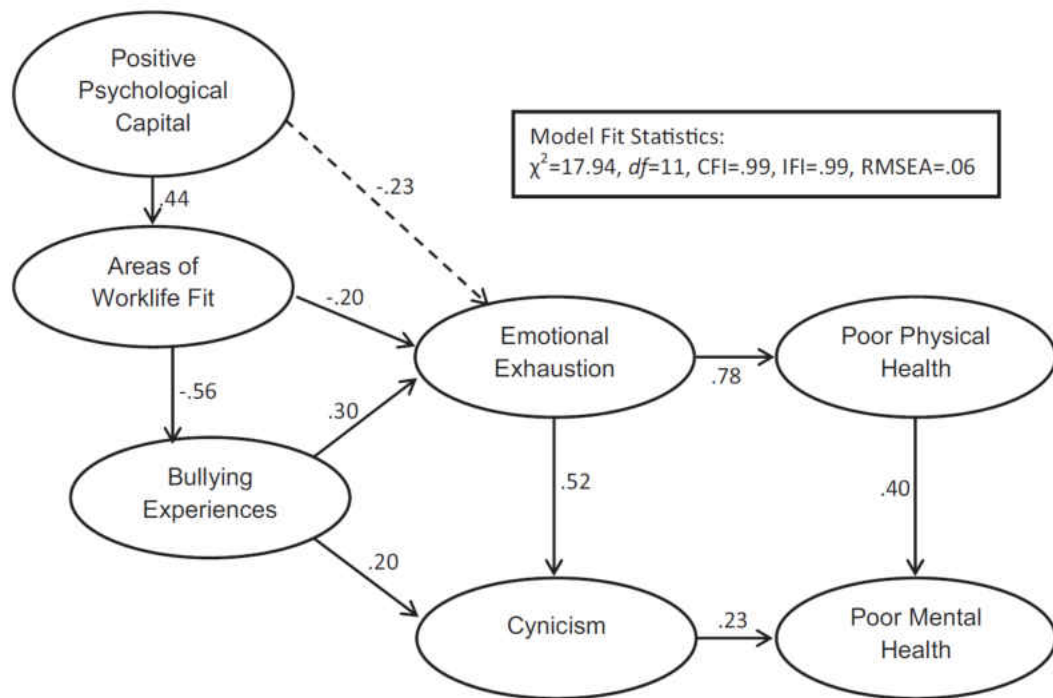 Positive
Psychological
Capital
Model Fit Statistics:
χ²=17.94, df=11, CFI=.99, IFI=.99, RMSEA=.06
-.23
.44
Areas of
Worklife Fit
-.20
Emotional
Exhaustion
Poor Physical
Health
.78
-.56
.30
Bullying
Experiences
.52
.40
.20
Cynicism
.23
Poor Mental
Health